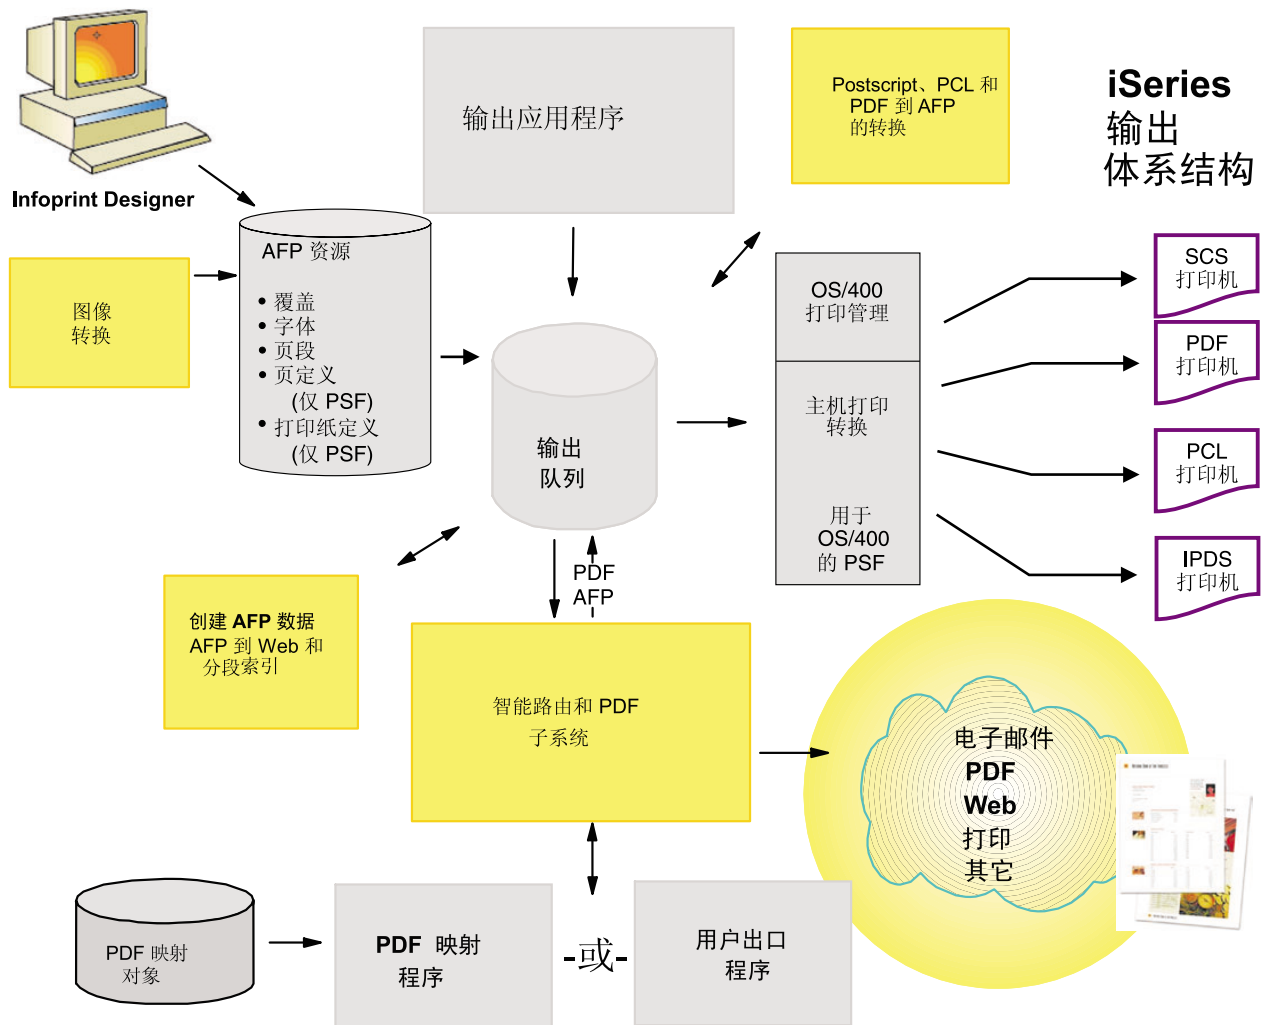 iSeries
输出
体系结构
Infoprint Designer
输出应用程序
Postscript、PCL 和
PDF 到 AFP
的转换
图像
转换
AFP 资源
• 覆盖
• 字体
• 页段
• 页定义
(仅 PSF)
• 打印纸定义
(仅 PSF)
输出
队列
OS/400
打印管理
主机打印
转换
用于
OS/400
的 PSF
SCS
打印机
PDF
打印机
PCL
打印机
IPDS
打印机
PDF
AFP
创建 AFP 数据
AFP 到 Web 和
分段索引
智能路由和 PDF
子系统
电子邮件
PDF
Web
打印
其它
PDF 映射
对象
PDF 映射
程序
-或-
用户出口
程序